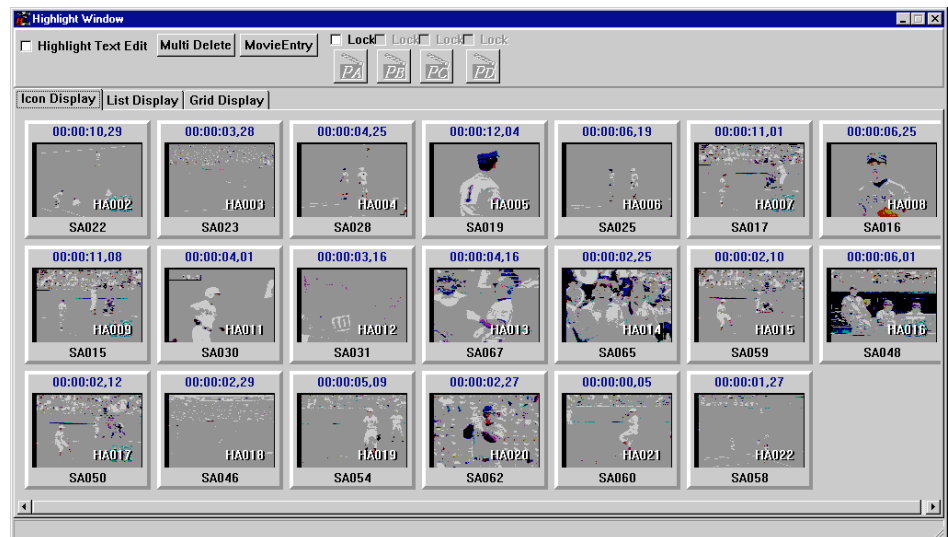 Highlight Window
Highlight Text Edit Multi Delete MovieEntry Lock Lock Lock Lock
PA PB PC PD
Icon Display List Display Grid Display
00:00:10,29 00:00:03,28 00:00:04,25 00:00:12,04 00:00:06,19 00:00:11,01 00:00:06,25
HA002 HA003 HA004 HA005 HA006 HA007 HA008
SA022 SA023 SA028 SA019 SA025 SA017 SA016
00:00:11,08 00:00:04,01 00:00:03,16 00:00:04,16 00:00:02,25 00:00:02,10 00:00:06,01
HA009 HA011 HA012 HA013 HA014 HA015 HA016
SA015 SA030 SA031 SA067 SA065 SA059 SA048
00:00:02,12 00:00:02,29 00:00:05,09 00:00:02,27 00:00:00,05 00:00:01,27
HA017 HA018 HA019 HA020 HA021 HA022
SA050 SA046 SA054 SA062 SA060 SA058